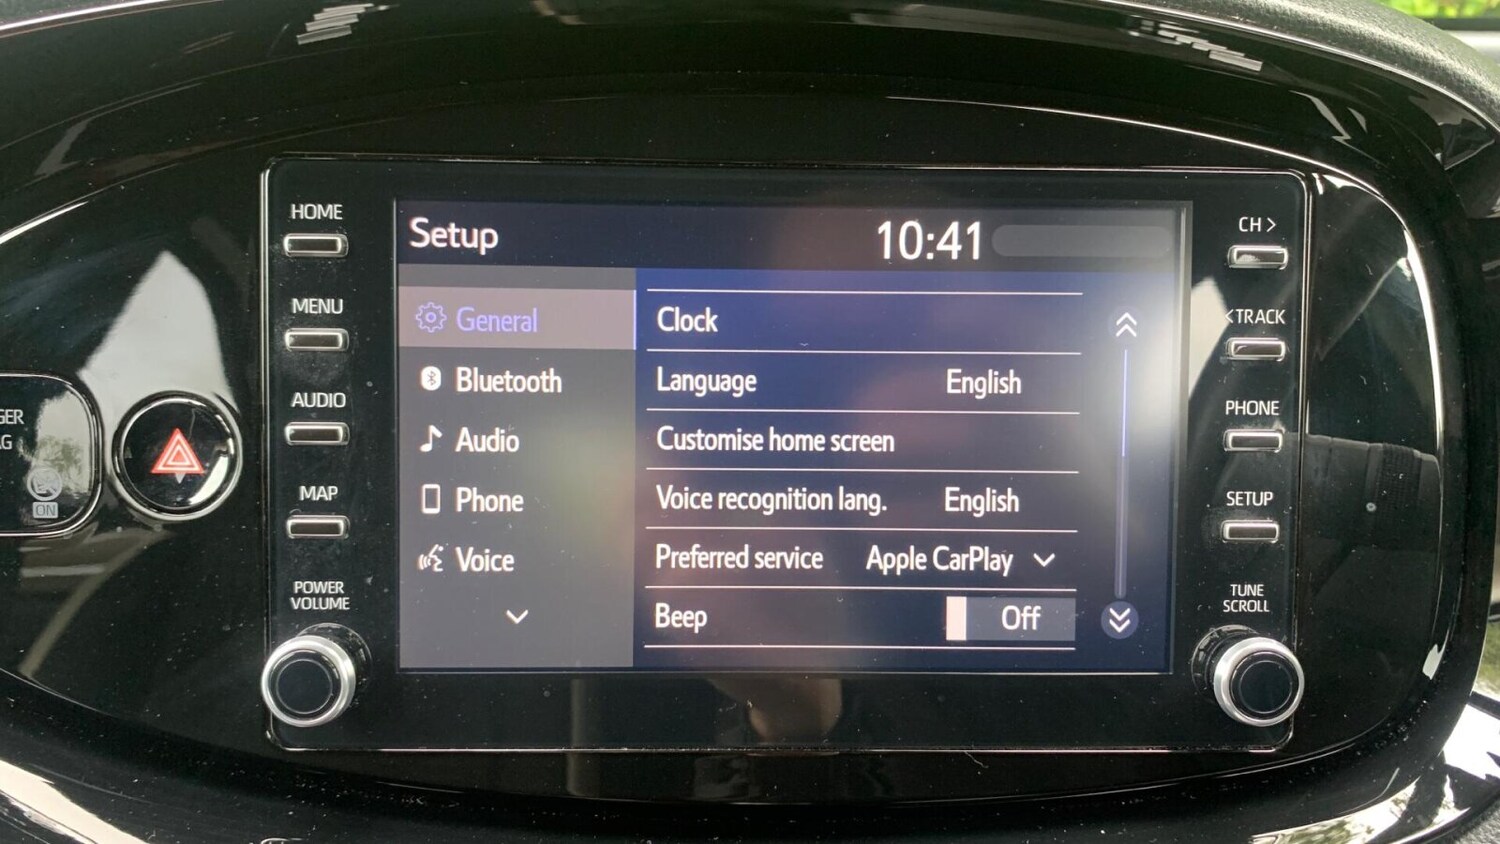 HOME
MENU
AUDIO
MAP
POWER
VOLUME
ON
Setup
10:41
General
Bluetooth
Audio
Phone
Voice
Clock
Language English
Customise home screen
Voice recognition lang. English
Preferred service Apple CarPlay
Beep Off
CH >
< TRACK
PHONE
SETUP
TUNE
SCROLL